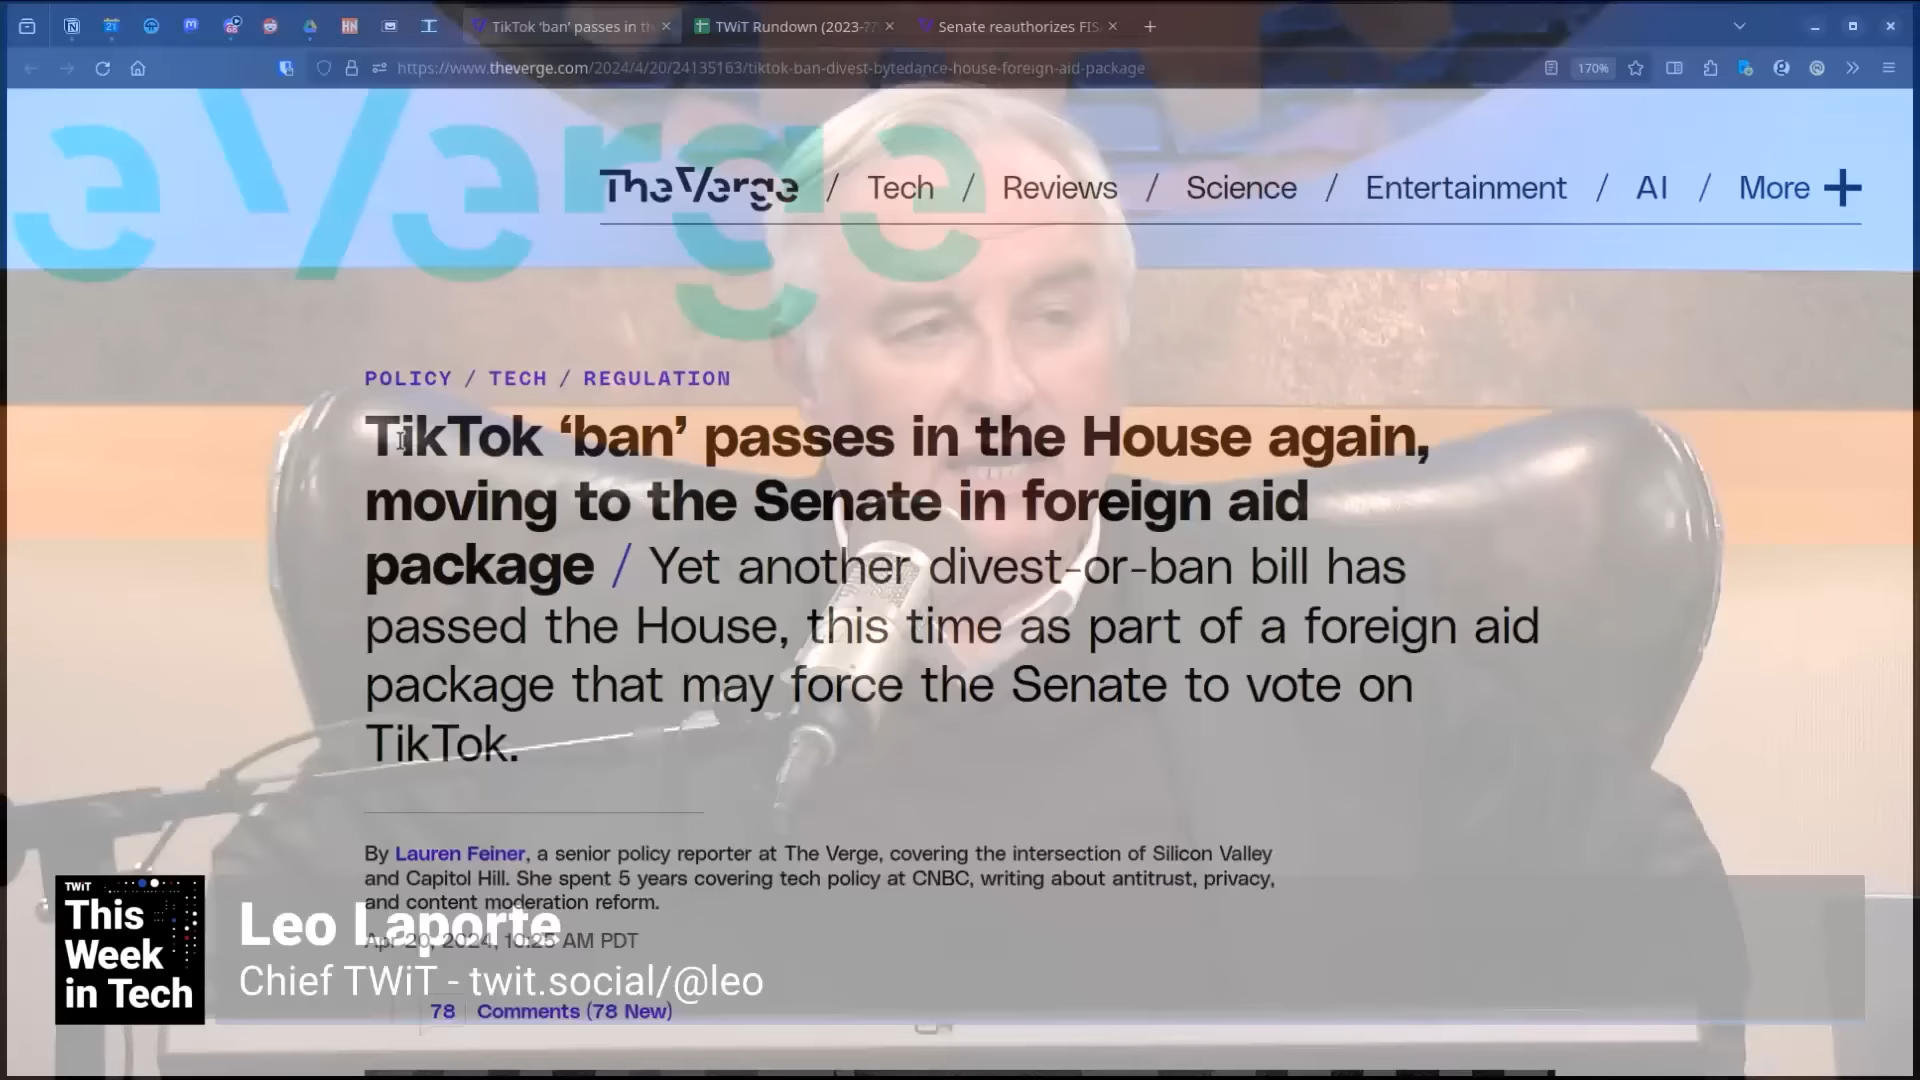 TikTok ‘ban’ passes in th
TWiT Rundown (2023-??
Senate reauthorizes FIS
https://www.theverge.com/2024/4/20/24135163/tiktok-ban-divest-bytedance-house-foreign-aid-package
170%
e Verge
The Verge / Tech / Reviews / Science / Entertainment / AI / More +
POLICY / TECH / REGULATION
TikTok ‘ban’ passes in the House again,
moving to the Senate in foreign aid
package / Yet another divest-or-ban bill has
passed the House, this time as part of a foreign aid
package that may force the Senate to vote on
TikTok.
By Lauren Feiner, a senior policy reporter at The Verge, covering the intersection of Silicon Valley
and Capitol Hill. She spent 5 years covering tech policy at CNBC, writing about antitrust, privacy,
and content moderation reform.
Apr 20, 2024, 10:25 AM PDT
78 Comments (78 New)
TWiT
This
Week
in Tech
Leo Laporte
Chief TWiT - twit.social/@leo